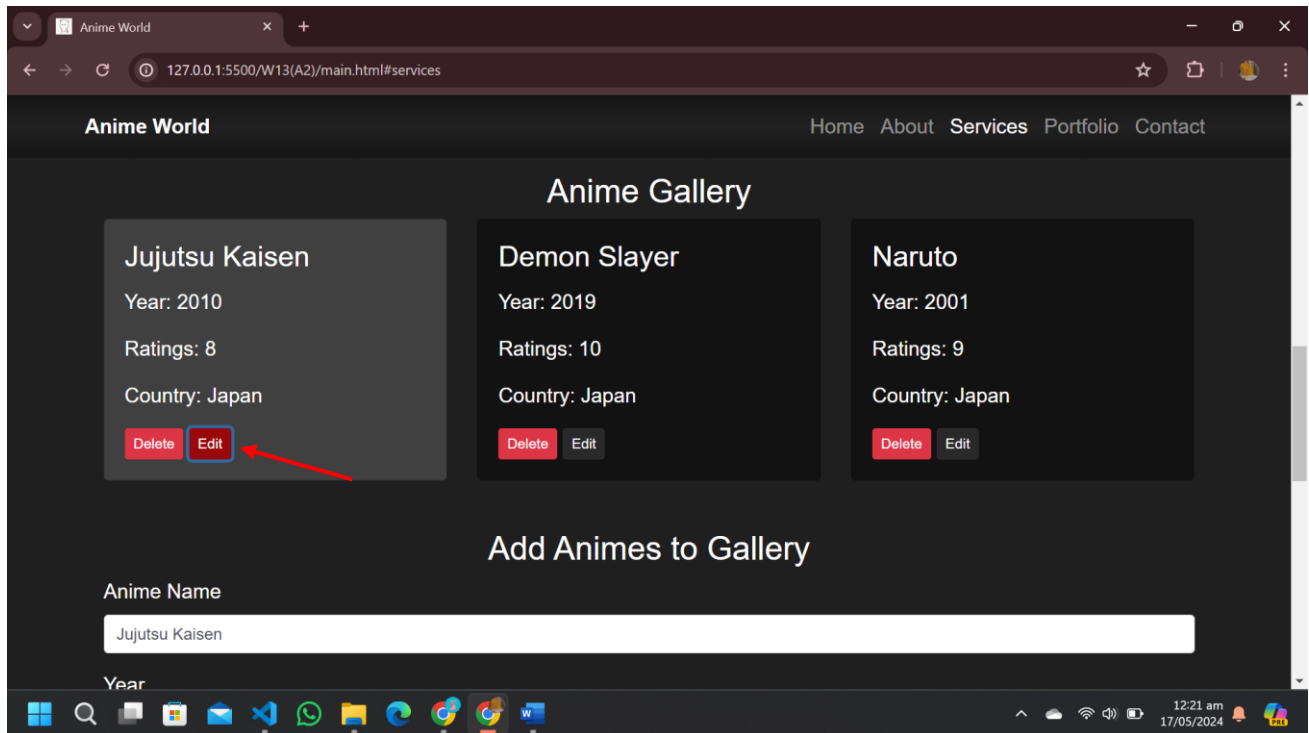 Anime World
127.0.0.1:5500/W13(A2)/main.html#services
Anime World Home About Services Portfolio Contact
Anime Gallery
Jujutsu Kaisen Demon Slayer Naruto
Year: 2010 Year: 2019 Year: 2001
Ratings: 8 Ratings: 10 Ratings: 9
Country: Japan Country: Japan Country: Japan
Delete Edit Delete Edit Delete Edit
Add Animes to Gallery
Anime Name
Jujutsu Kaisen
Year
12:21 am
17/05/2024
PRE